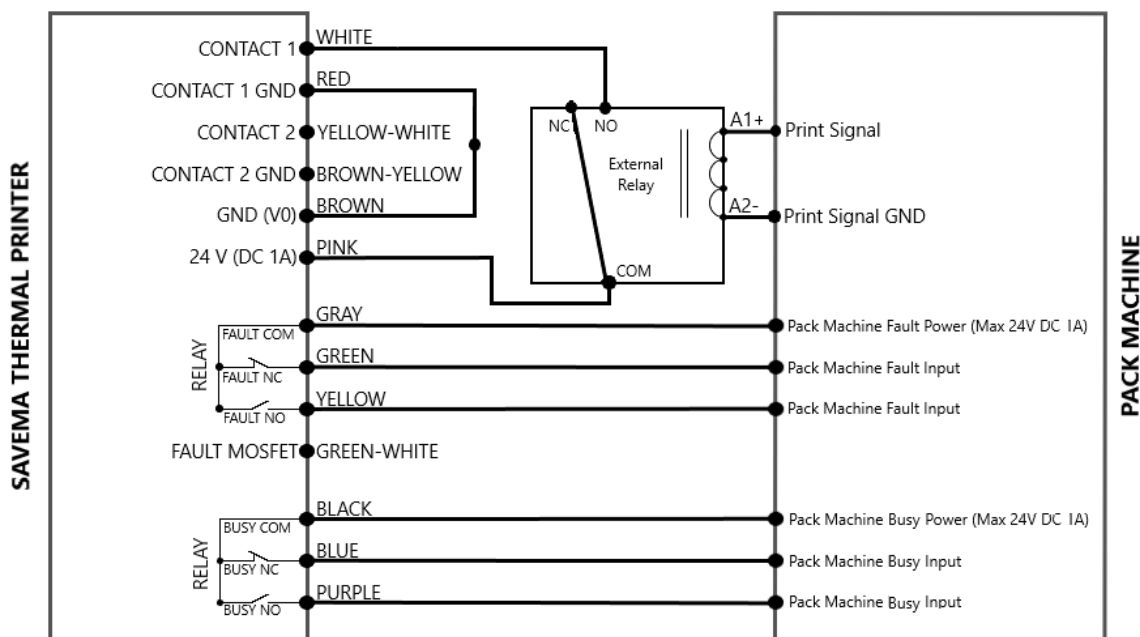 SAVEMA THERMAL PRINTER
CONTACT 1 WHITE
CONTACT 1 GND RED
CONTACT 2 YELLOW-WHITE
CONTACT 2 GND BROWN-YELLOW
GND (V0) BROWN
24 V (DC 1A) PINK
NC NO
External
Relay
COM
A1+ Print Signal
A2- Print Signal GND
RELAY
FAULT COM GRAY Pack Machine Fault Power (Max 24V DC 1A)
FAULT NC GREEN Pack Machine Fault Input
FAULT NO YELLOW Pack Machine Fault Input
FAULT MOSFET GREEN-WHITE
RELAY
BUSY COM BLACK Pack Machine Busy Power (Max 24V DC 1A)
BUSY NC BLUE Pack Machine Busy Input
BUSY NO PURPLE Pack Machine Busy Input
PACK MACHINE